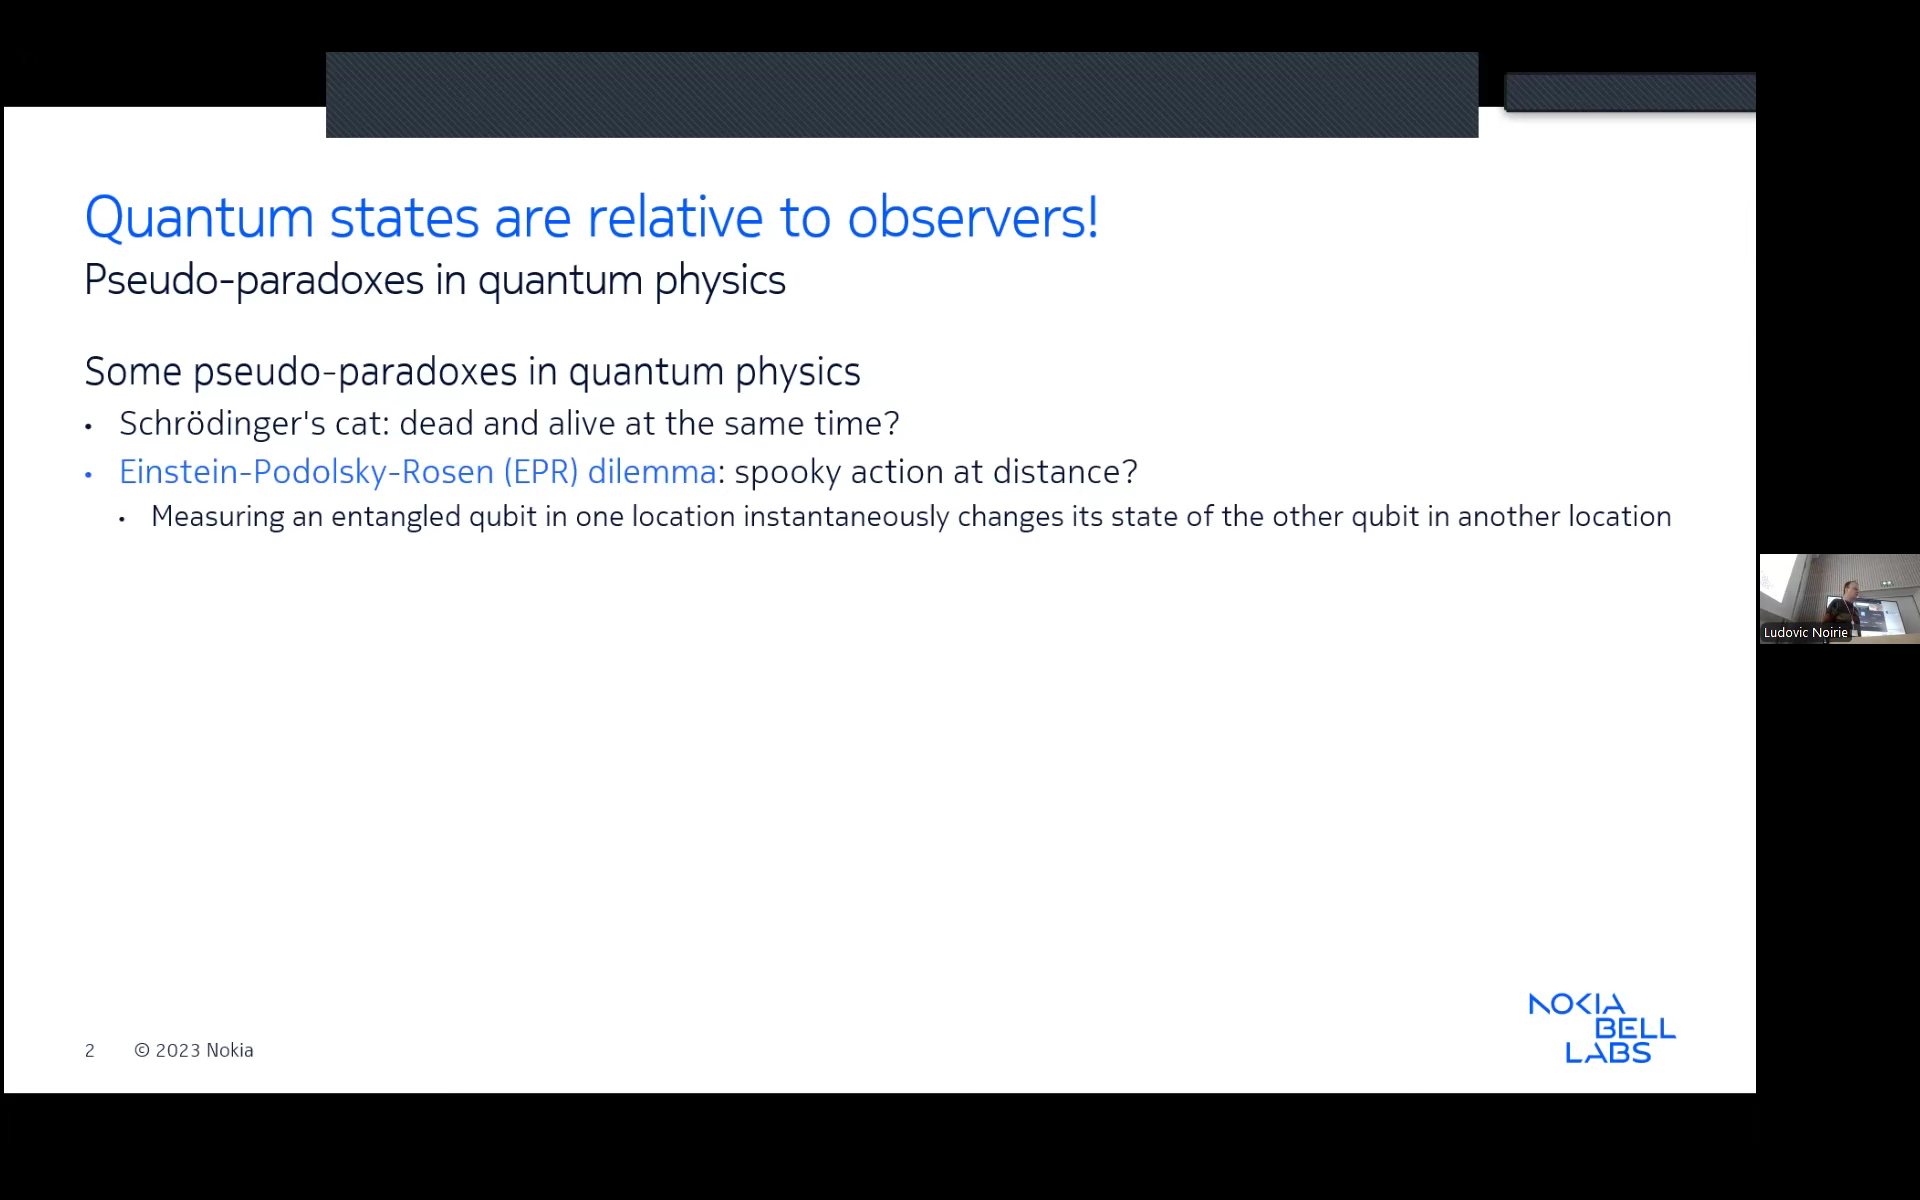 Quantum states are relative to observers!
Pseudo-paradoxes in quantum physics
Some pseudo-paradoxes in quantum physics
• Schrödinger's cat: dead and alive at the same time?
• Einstein-Podolsky-Rosen (EPR) dilemma: spooky action at distance?
• Measuring an entangled qubit in one location instantaneously changes its state of the other qubit in another location
Ludovic Noirie
2 © 2023 Nokia
NOKIA
BELL
LABS